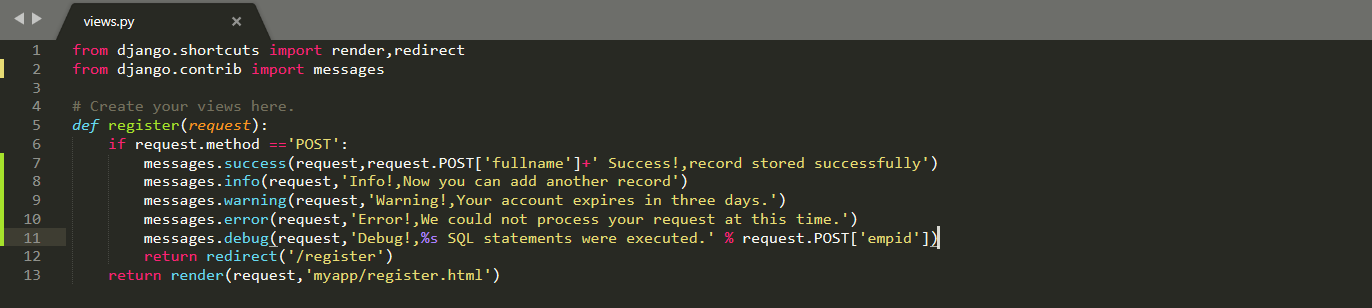 views.py ×
1 from django.shortcuts import render,redirect
2 from django.contrib import messages
3
4 # Create your views here.
5 def register(request):
6     if request.method =='POST':
7         messages.success(request,request.POST['fullname']+' Success!,record stored successfully')
8         messages.info(request,'Info!,Now you can add another record')
9         messages.warning(request,'Warning!,Your account expires in three days.')
10         messages.error(request,'Error!,We could not process your request at this time.')
11         messages.debug(request,'Debug!,%s SQL statements were executed.' % request.POST['empid'])
12         return redirect('/register')
13     return render(request,'myapp/register.html')